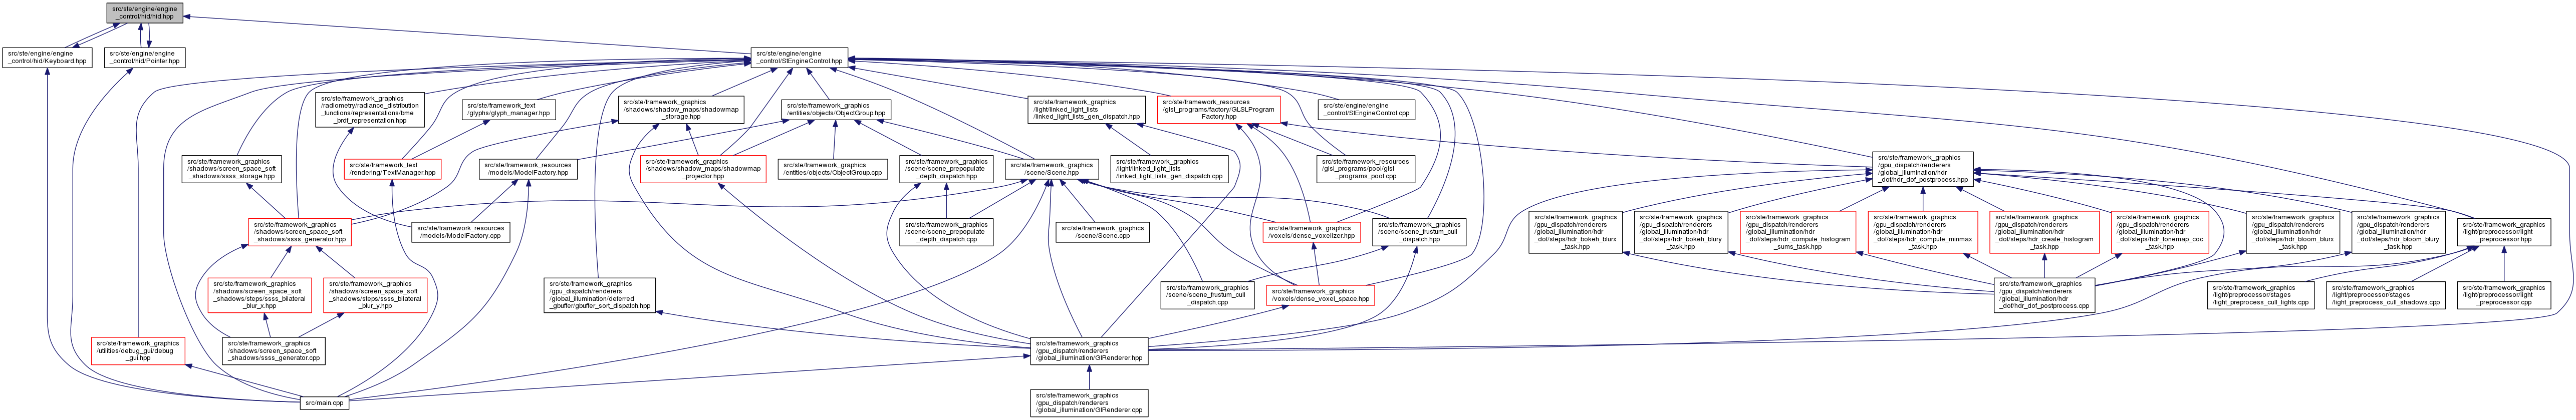 src/ste/engine/engine
_control/hid/hid.hpp
src/ste/engine/engine
_control/hid/Keyboard.hpp
src/ste/engine/engine
_control/hid/Pointer.hpp
src/ste/engine/engine
_control/StEngineControl.hpp
src/ste/framework_graphics
/radiometry/radiance_distribution
_functions/representations/bme
_brdf_representation.hpp
src/ste/framework_text
/glyphs/glyph_manager.hpp
src/ste/framework_graphics
/shadows/shadow_maps/shadowmap
_storage.hpp
src/ste/framework_graphics
/entities/objects/ObjectGroup.hpp
src/ste/framework_graphics
/light/linked_light_lists
/linked_light_lists_gen_dispatch.hpp
src/ste/framework_resources
/glsl_programs/factory/GLSLProgram
Factory.hpp
src/ste/engine/engine
_control/StEngineControl.cpp
src/ste/framework_graphics
/shadows/screen_space_soft
_shadows/ssss_storage.hpp
src/ste/framework_text
/rendering/TextManager.hpp
src/ste/framework_resources
/models/ModelFactory.hpp
src/ste/framework_graphics
/shadows/shadow_maps/shadowmap
_projector.hpp
src/ste/framework_graphics
/entities/objects/ObjectGroup.cpp
src/ste/framework_graphics
/scene/scene_prepopulate
_depth_dispatch.hpp
src/ste/framework_graphics
/scene/Scene.hpp
src/ste/framework_graphics
/light/linked_light_lists
/linked_light_lists_gen_dispatch.cpp
src/ste/framework_resources
/glsl_programs/pool/glsl
_programs_pool.cpp
src/ste/framework_graphics
/gpu_dispatch/renderers
/global_illumination/hdr
_dof/hdr_dof_postprocess.hpp
src/ste/framework_graphics
/shadows/screen_space_soft
_shadows/ssss_generator.hpp
src/ste/framework_resources
/models/ModelFactory.cpp
src/ste/framework_graphics
/scene/scene_prepopulate
_depth_dispatch.cpp
src/ste/framework_graphics
/scene/Scene.cpp
src/ste/framework_graphics
/voxels/dense_voxelizer.hpp
src/ste/framework_graphics
/scene/scene_frustum_cull
_dispatch.hpp
src/ste/framework_graphics
/gpu_dispatch/renderers
/global_illumination/hdr
_dof/steps/hdr_bokeh_blurx
_task.hpp
src/ste/framework_graphics
/gpu_dispatch/renderers
/global_illumination/hdr
_dof/steps/hdr_bokeh_blury
_task.hpp
src/ste/framework_graphics
/gpu_dispatch/renderers
/global_illumination/hdr
_dof/steps/hdr_compute_histogram
_sums_task.hpp
src/ste/framework_graphics
/gpu_dispatch/renderers
/global_illumination/hdr
_dof/steps/hdr_compute_minmax
_task.hpp
src/ste/framework_graphics
/gpu_dispatch/renderers
/global_illumination/hdr
_dof/steps/hdr_create_histogram
_task.hpp
src/ste/framework_graphics
/gpu_dispatch/renderers
/global_illumination/hdr
_dof/steps/hdr_tonemap_coc
_task.hpp
src/ste/framework_graphics
/gpu_dispatch/renderers
/global_illumination/hdr
_dof/steps/hdr_bloom_blurx
_task.hpp
src/ste/framework_graphics
/gpu_dispatch/renderers
/global_illumination/hdr
_dof/steps/hdr_bloom_blury
_task.hpp
src/ste/framework_graphics
/light/preprocessor/light
_preprocessor.hpp
src/ste/framework_graphics
/shadows/screen_space_soft
_shadows/steps/ssss_bilateral
_blur_x.hpp
src/ste/framework_graphics
/shadows/screen_space_soft
_shadows/steps/ssss_bilateral
_blur_y.hpp
src/ste/framework_graphics
/gpu_dispatch/renderers
/global_illumination/deferred
_gbuffer/gbuffer_sort_dispatch.hpp
src/ste/framework_graphics
/scene/scene_frustum_cull
_dispatch.cpp
src/ste/framework_graphics
/voxels/dense_voxel_space.hpp
src/ste/framework_graphics
/gpu_dispatch/renderers
/global_illumination/hdr
_dof/hdr_dof_postprocess.cpp
src/ste/framework_graphics
/light/preprocessor/stages
/light_preprocess_cull_lights.cpp
src/ste/framework_graphics
/light/preprocessor/stages
/light_preprocess_cull_shadows.cpp
src/ste/framework_graphics
/light/preprocessor/light
_preprocessor.cpp
src/ste/framework_graphics
/utilities/debug_gui/debug
_gui.hpp
src/ste/framework_graphics
/shadows/screen_space_soft
_shadows/ssss_generator.cpp
src/ste/framework_graphics
/gpu_dispatch/renderers
/global_illumination/GIRenderer.hpp
src/main.cpp
src/ste/framework_graphics
/gpu_dispatch/renderers
/global_illumination/GIRenderer.cpp